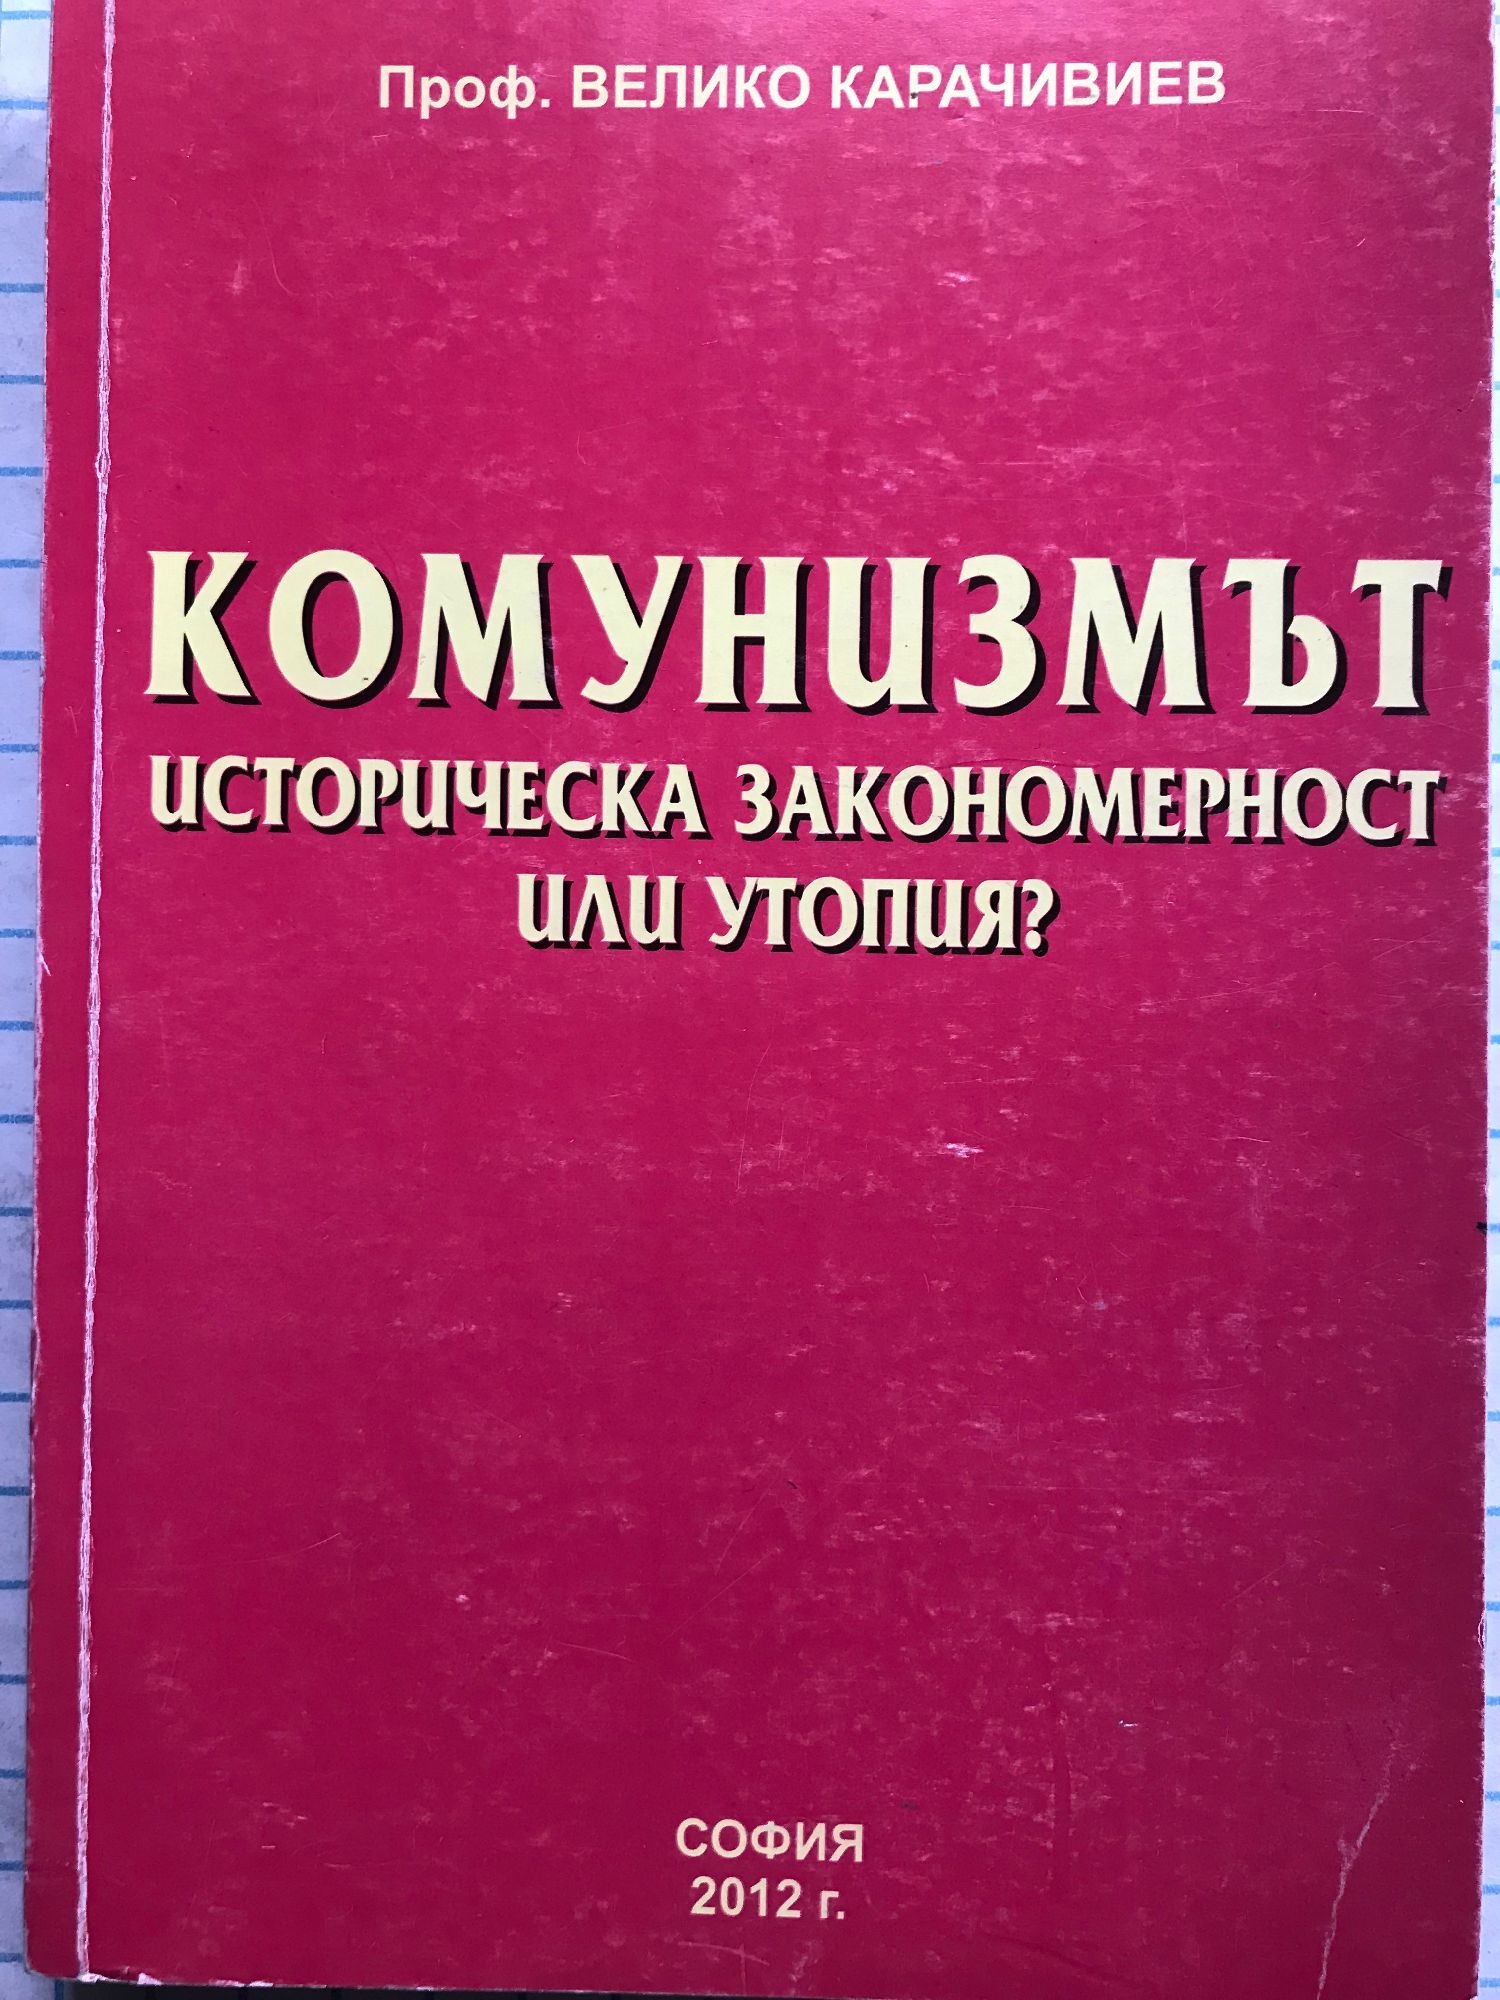 Проф. ВЕЛИКО КАРАЧИВИЕВ
КОМУНИЗМЪТ
ИСТОРИЧЕСКА ЗАКОНОМЕРНОСТ
ИЛИ УТОПИЯ?
СОФИЯ
2012 г.